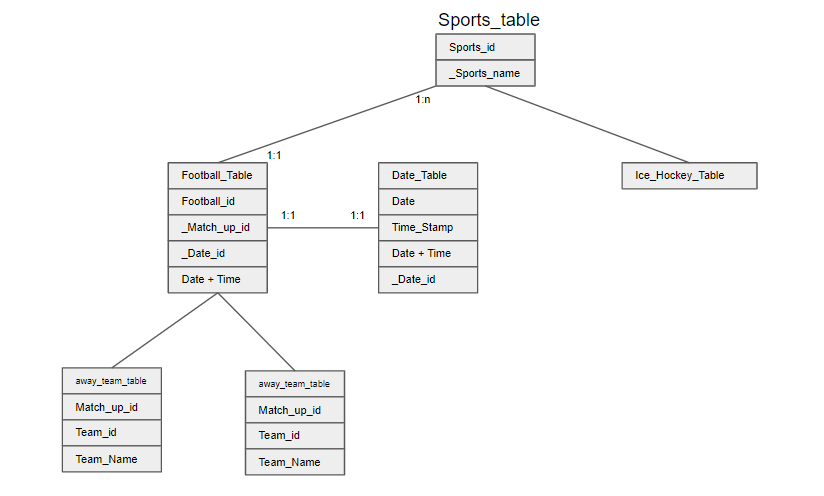 Sports_table
Sports_id
_Sports_name
1:n
1:1
Football_Table
Football_id
_Match_up_id
_Date_id
Date + Time
1:1
1:1
Date_Table
Date
Time_Stamp
Date + Time
_Date_id
Ice_Hockey_Table
away_team_table
Match_up_id
Team_id
Team_Name
away_team_table
Match_up_id
Team_id
Team_Name